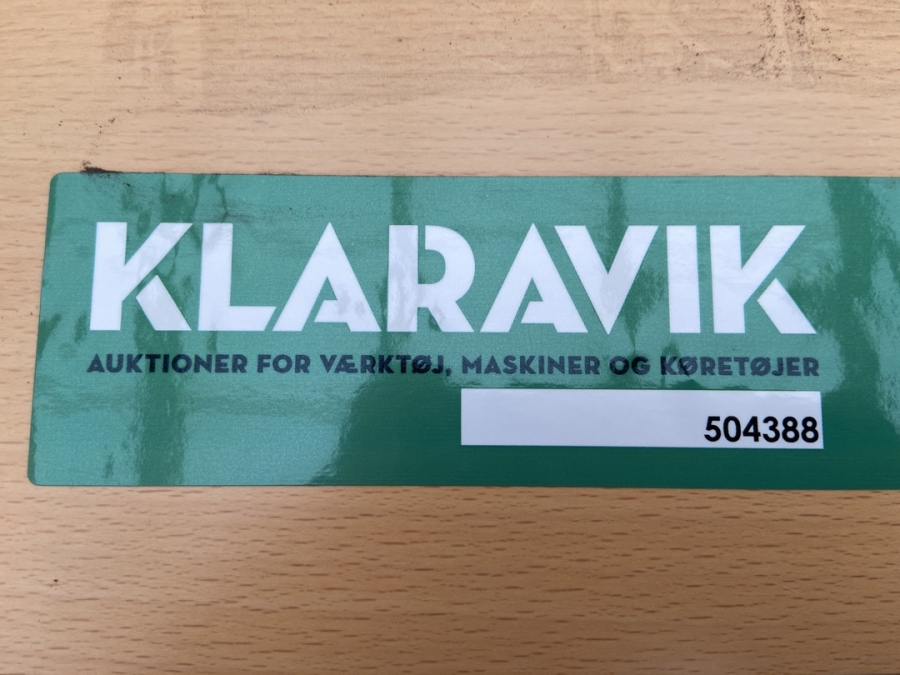 KLARAVIK
AUKTIONER FOR VÆRKTØJ, MASKINER OG KØRETØJER
504388